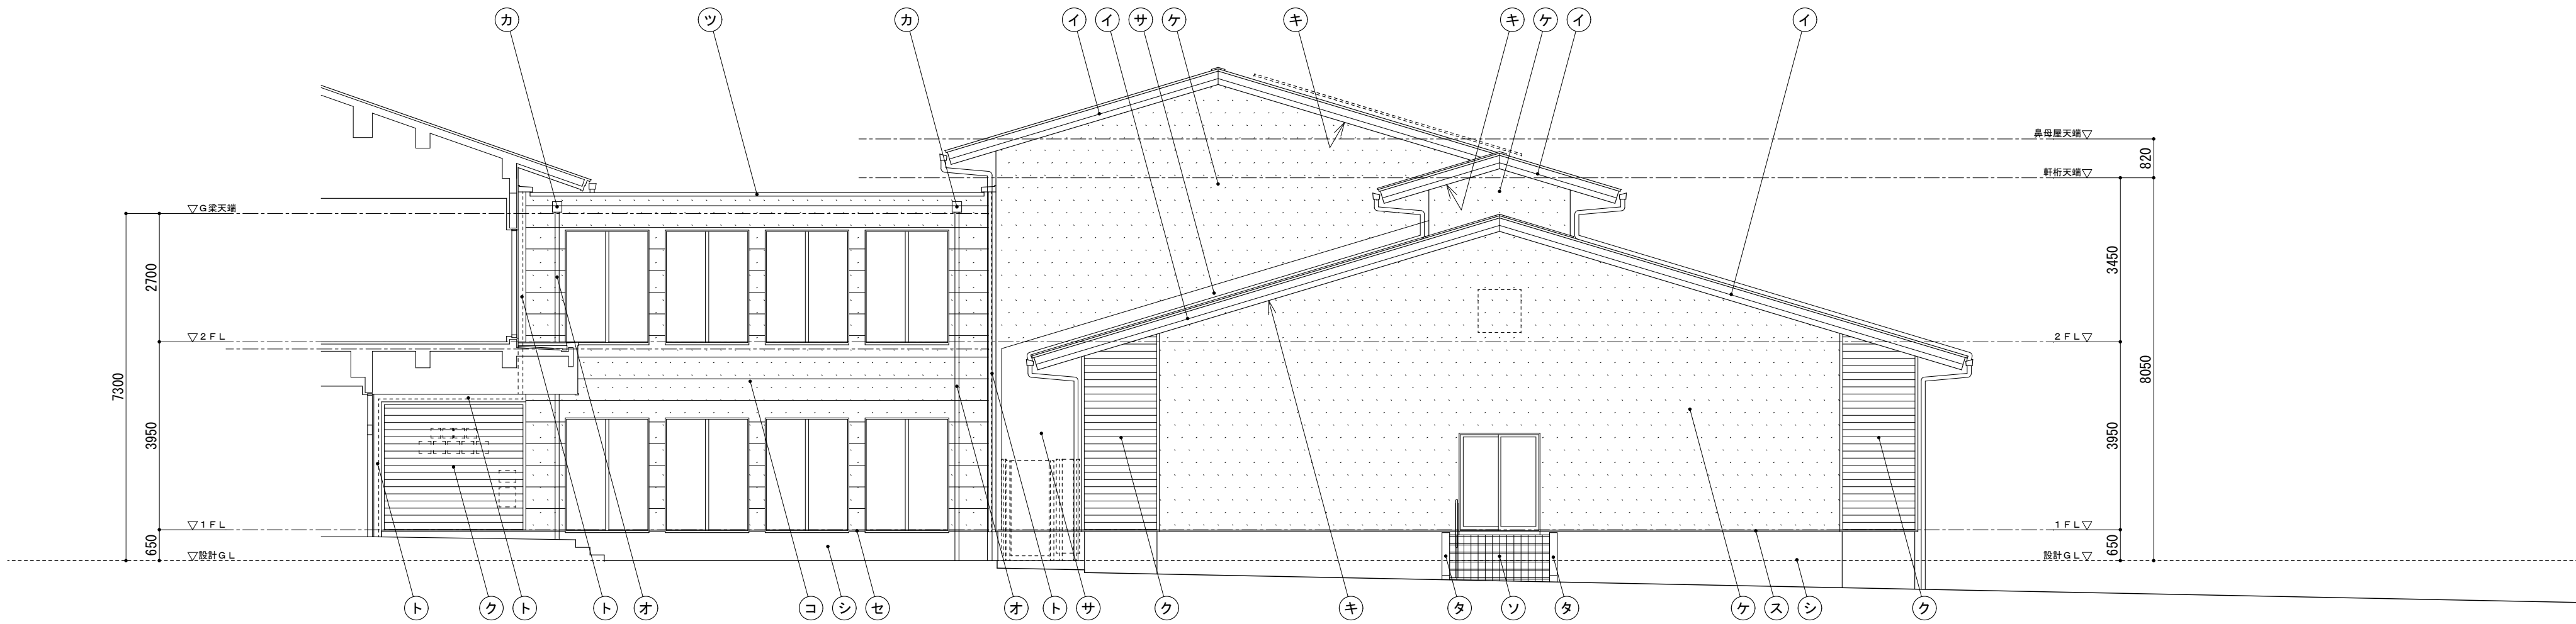 カ ツ カ イ イ サ ケ キ キ ケ イ イ
鼻母屋天端▽
820
軒桁天端▽
▽G梁天端
2700
3450
▽2FL
2FL▽
7300
8050
3950
3950
▽1FL
1FL▽
650
650
▽設計GL
設計GL▽
ト ク ト ト オ コ シ セ オ ト サ ク キ タ ソ タ ケ ス シ ク